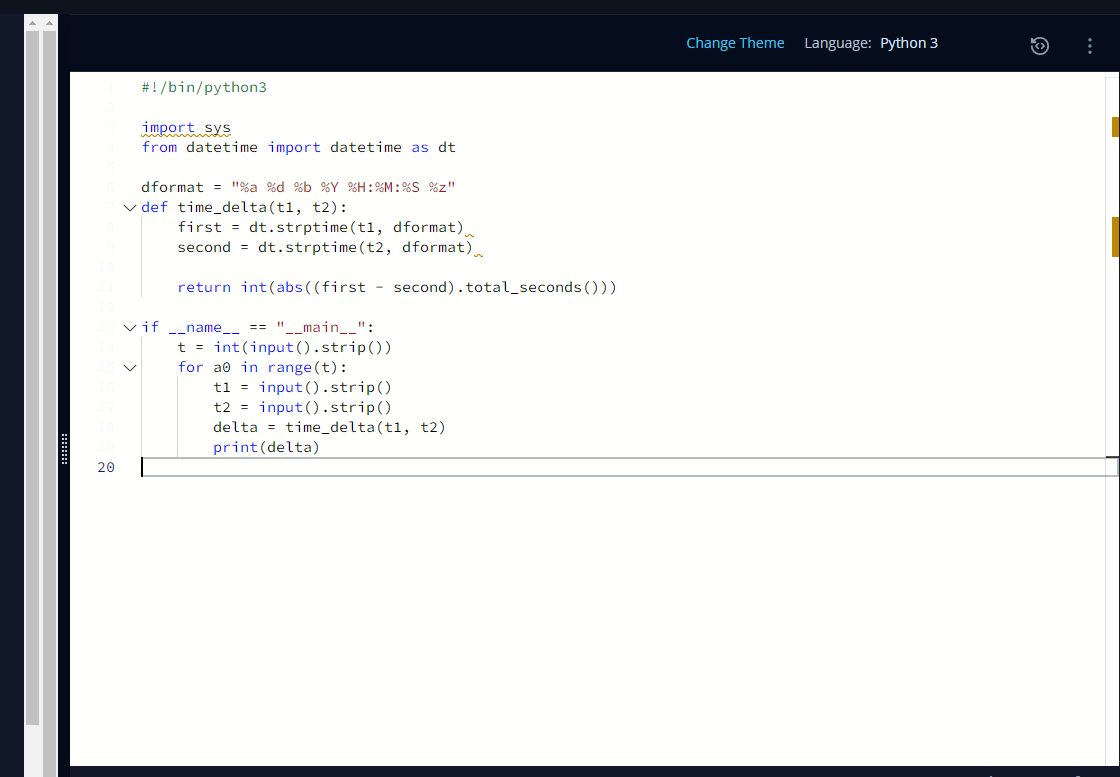 Change Theme Language: Python 3
1 #!/bin/python3
2
3 import sys
4 from datetime import datetime as dt
5
6 dformat = "%a %d %b %Y %H:%M:%S %z"
7 def time_delta(t1, t2):
8 first = dt.strptime(t1, dformat)
9 second = dt.strptime(t2, dformat)
10
11 return int(abs((first - second).total_seconds()))
12
13 if __name__ == "__main__":
14 t = int(input().strip())
15 for a0 in range(t):
16 t1 = input().strip()
17 t2 = input().strip()
18 delta = time_delta(t1, t2)
19 print(delta)
20